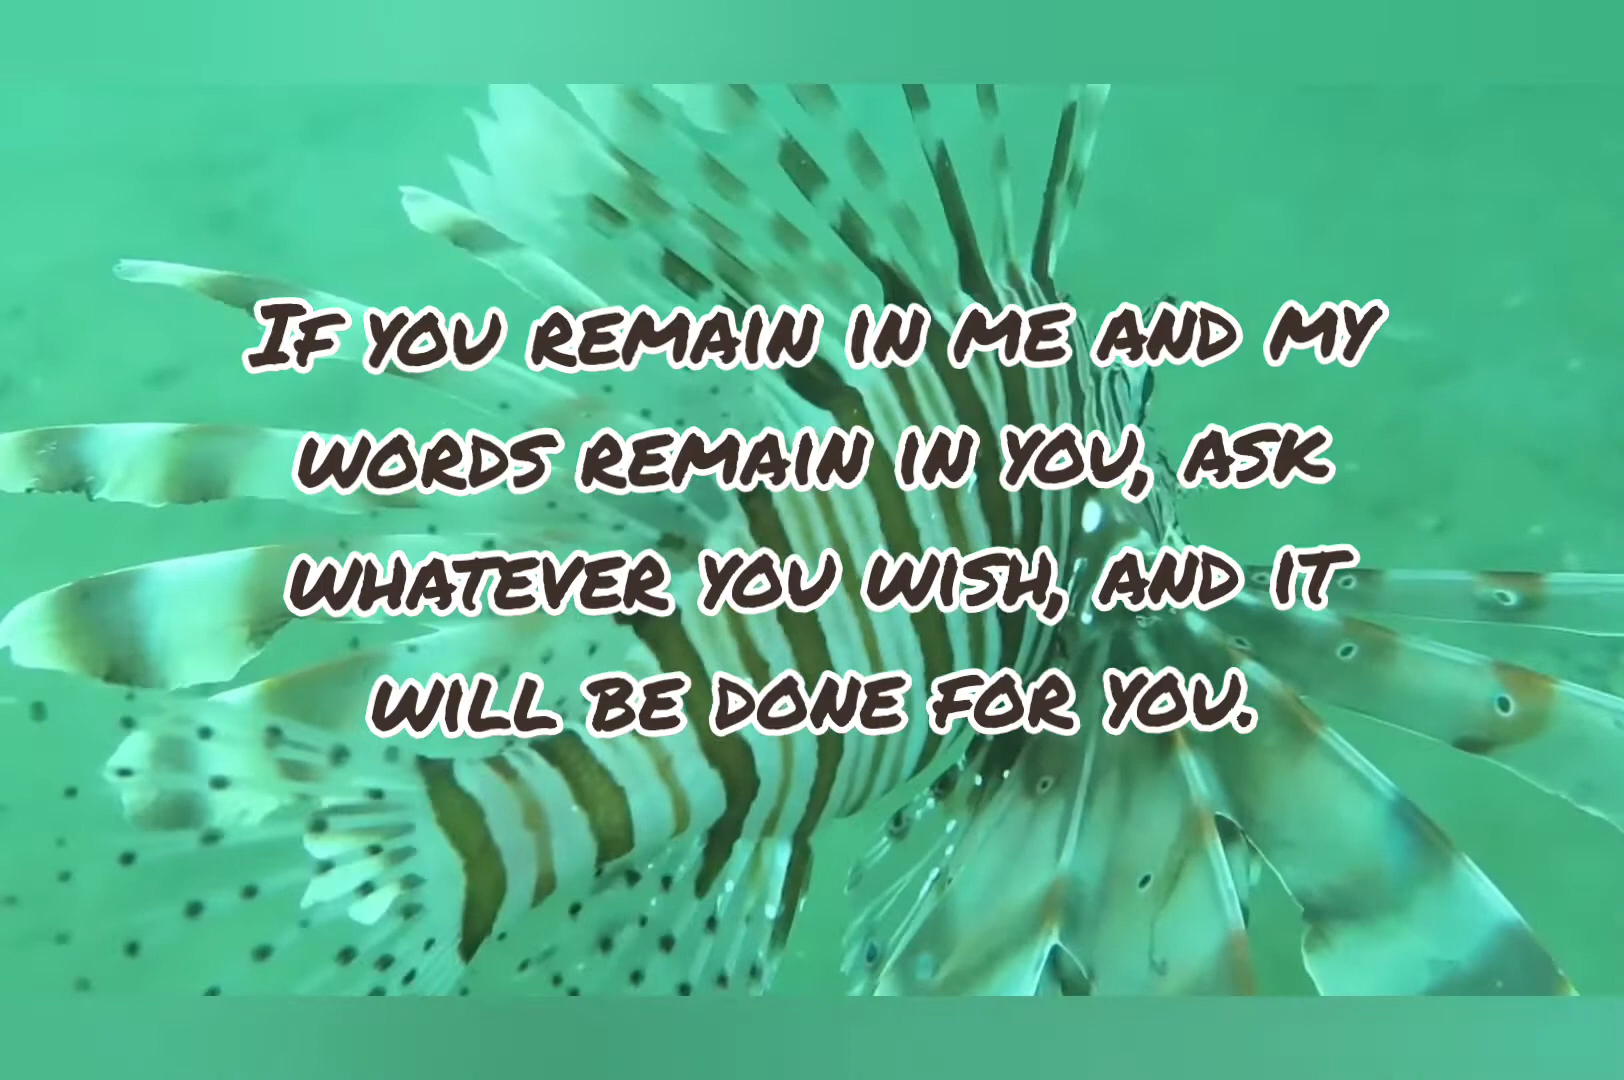 If you remain in me and my
words remain in you, ask
whatever you wish, and it
will be done for you.